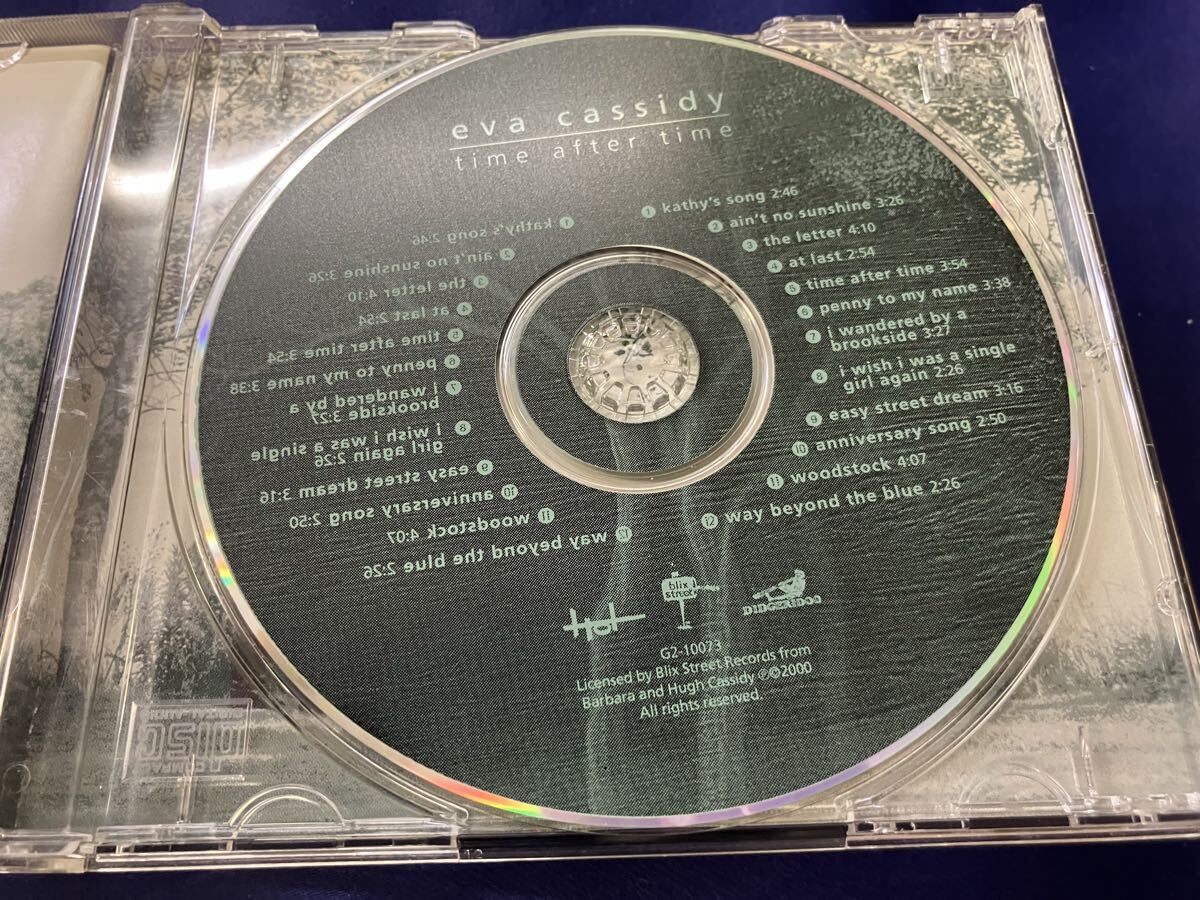 eva cassidy
time after time
1 kathy's song 2:46
2 ain't no sunshine 3:26
3 the letter 4:10
4 at last 2:54
5 time after time 3:54
6 penny to my name 3:38
7 i wandered by a
brookside 3:27
8 i wish i was a single
girl again 2:26
9 easy street dream 3:16
10 anniversary song 2:50
11 woodstock 4:07
12 way beyond the blue 2:26
1 kathy's song 2:46
2 ain't no sunshine 3:26
3 the letter 4:10
4 at last 2:54
5 time after time 3:54
6 penny to my name 3:38
7 i wandered by a
brookside 3:27
8 i wish i was a single
girl again 2:26
9 easy street dream 3:16
10 anniversary song 2:50
11 woodstock 4:07
12 way beyond the blue 2:26
Hot
blix
street
DIDGERIDOO
G2-10073
Licensed by Blix Street Records from
Barbara and Hugh Cassidy ℗©2000
All rights reserved.
COMPACT
disc